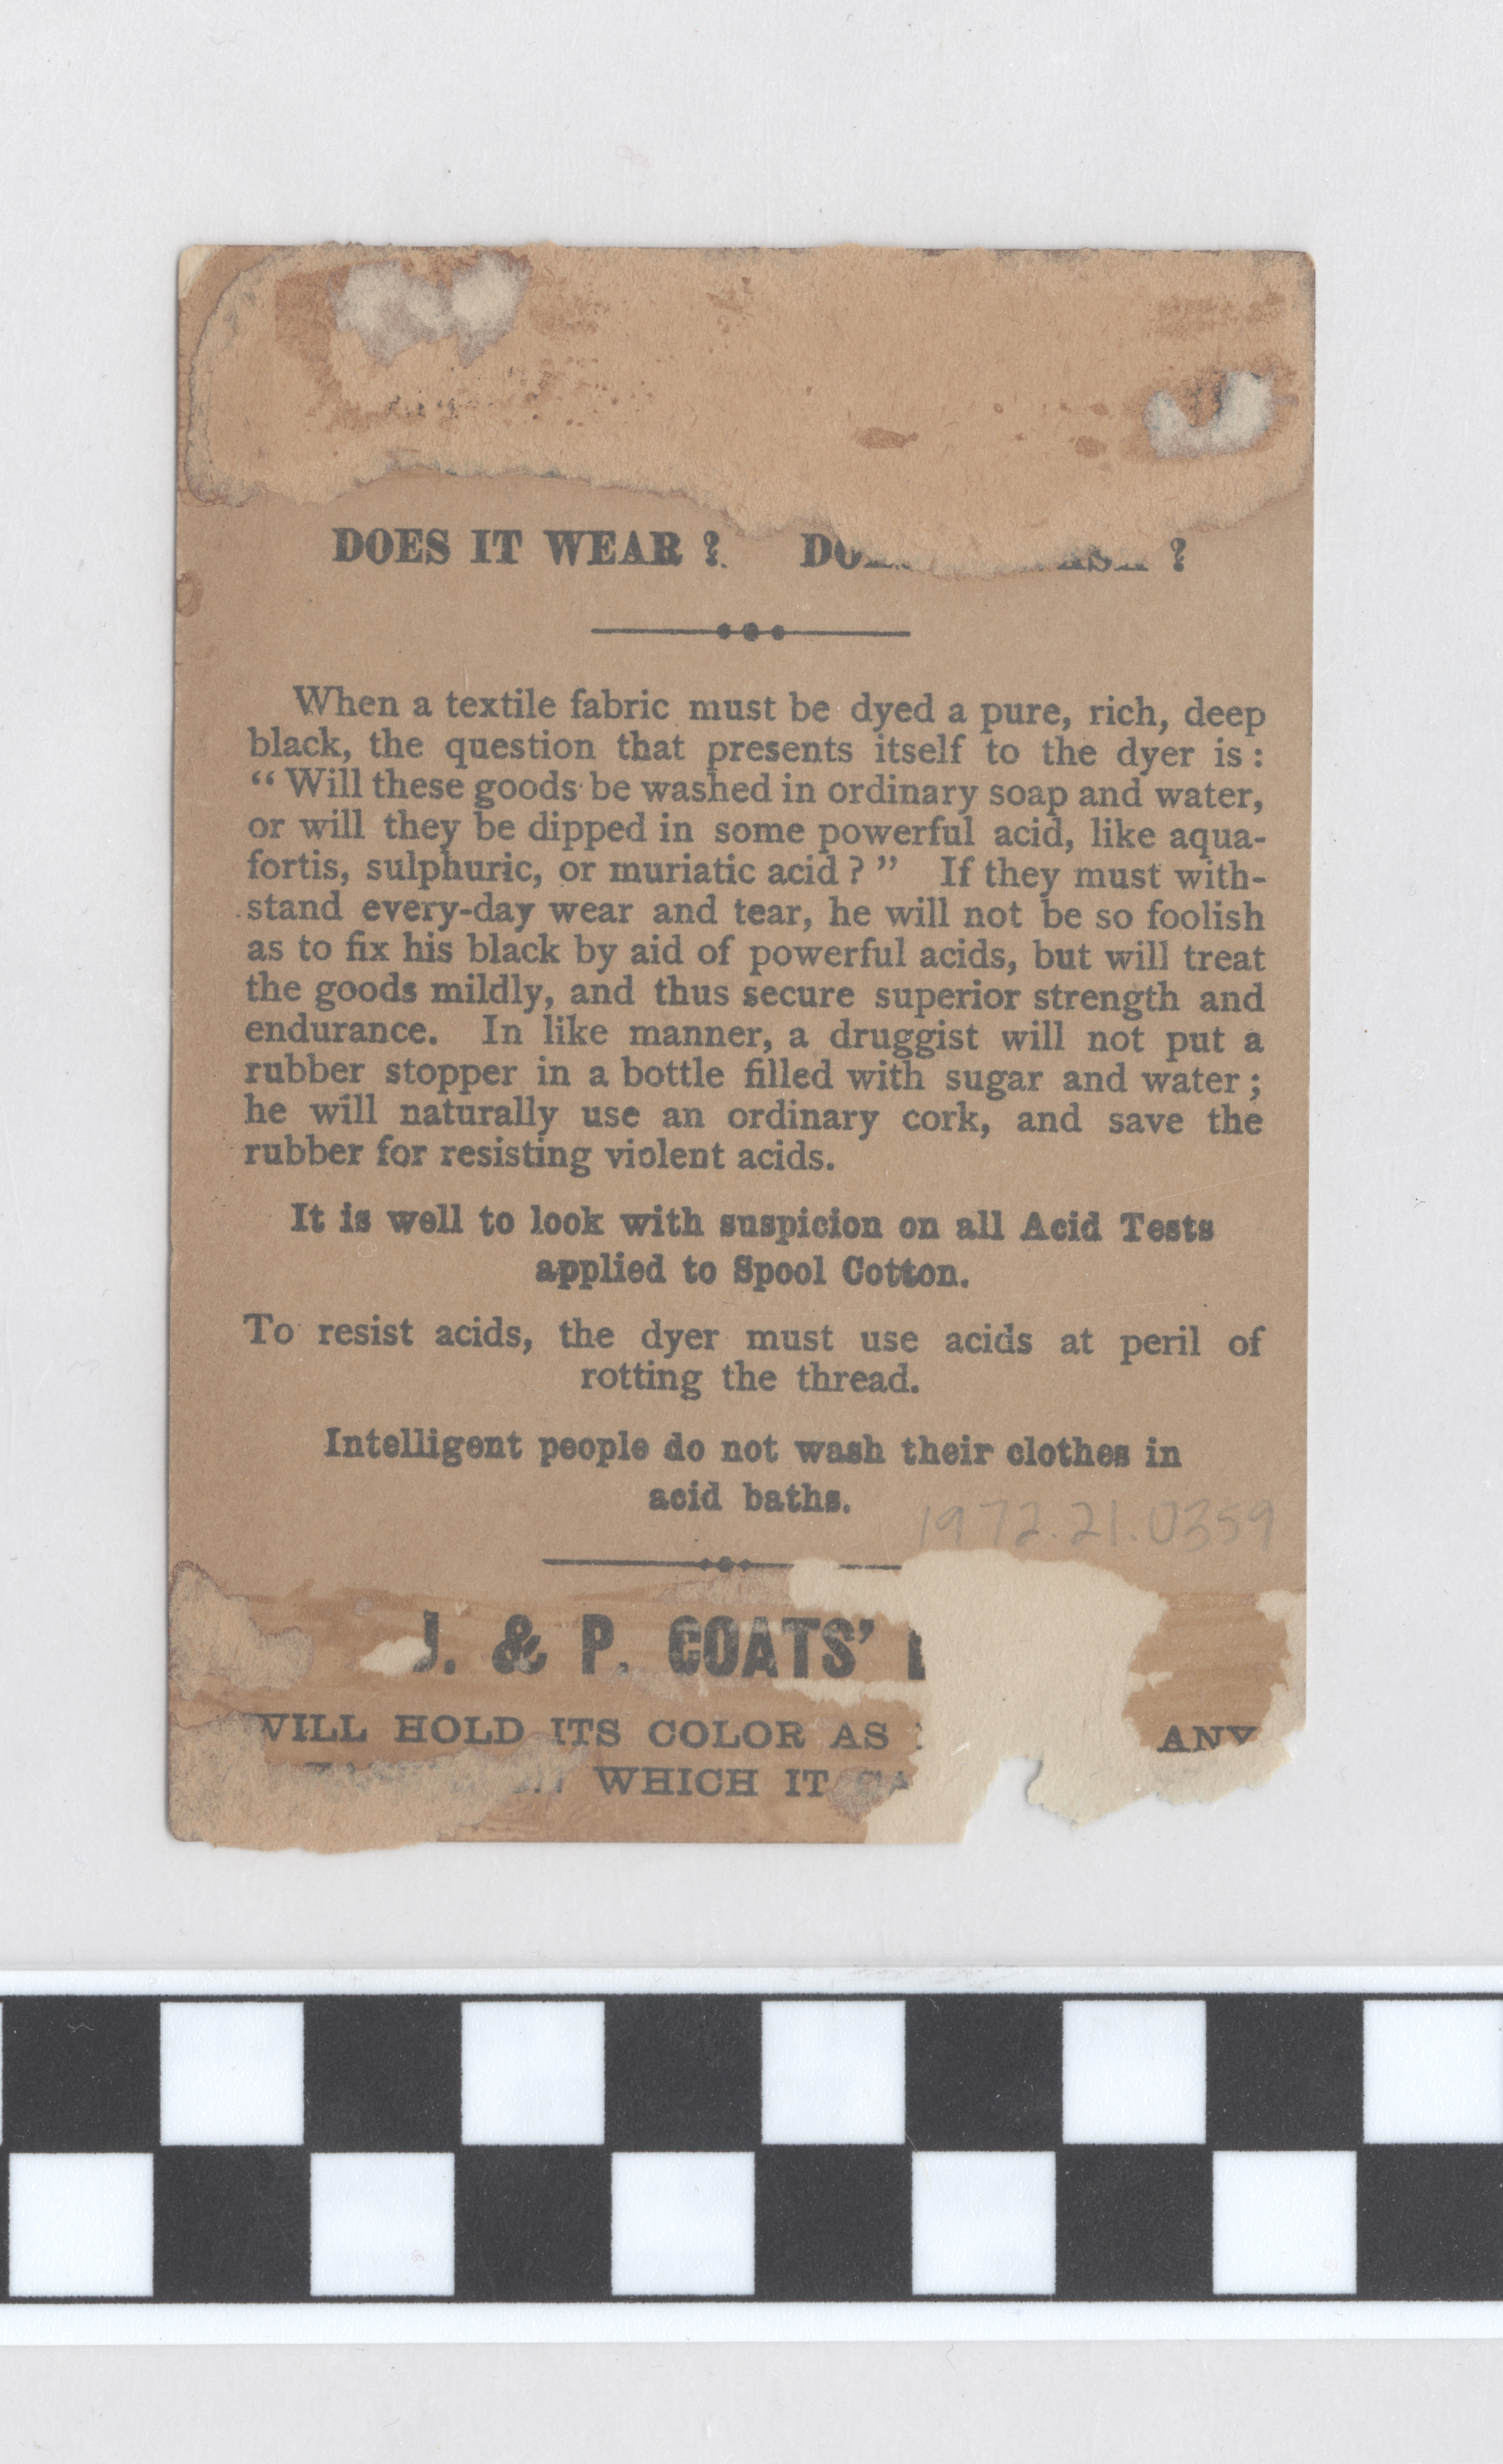 DOES IT WEAR ? ?
When a textile fabric must be dyed a pure, rich, deep
black, the question that presents itself to the dyer is :
“ Will these goods be washed in ordinary soap and water,
or will they be dipped in some powerful acid, like aqua-
fortis, sulphuric, or muriatic acid ? ” If they must with-
stand every-day wear and tear, he will not be so foolish
as to fix his black by aid of powerful acids, but will treat
the goods mildly, and thus secure superior strength and
endurance. In like manner, a druggist will not put a
rubber stopper in a bottle filled with sugar and water ;
he will naturally use an ordinary cork, and save the
rubber for resisting violent acids.
It is well to look with suspicion on all Acid Tests
applied to Spool Cotton.
To resist acids, the dyer must use acids at peril of
rotting the thread.
Intelligent people do not wash their clothes in
acid baths.
1972.21.0359
J. & P. COATS’
WILL HOLD ITS COLOR AS ANY
WHICH IT